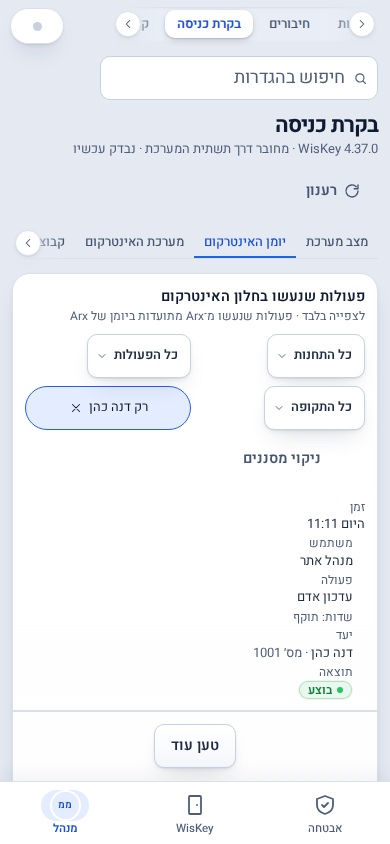 ות
חיבורים
בקרת כניסה
ק
חיפוש בהגדרות
בקרת כניסה
WisKey 4.37.0 · מחובר דרך תשתית המערכת · נבדק עכשיו
רענון
מצב מערכת
יומן האינטרקום
מערכת האינטרקום
קבוצ
פעולות שנעשו בחלון האינטרקום
לצפייה בלבד · פעולות שנעשו מ־Arx מתועדות ביומן של Arx
כל התחנות
כל הפעולות
כל התקופה
רק דנה כהן
ניקוי מסננים
זמן
היום 11:11
משתמש
מנהל אתר
פעולה
עדכון אדם
שדות: תוקף
יעד
דנה כהן · מס' 1001
תוצאה
בוצע
טען עוד
אבטחה
WisKey
ממ
מנהל